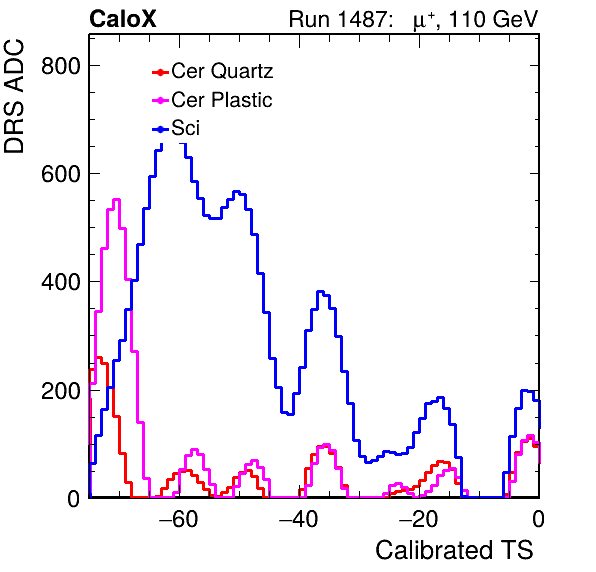 CaloX Run 1487: μ⁺, 110 GeV
DRS ADC
800
600
400
200
0
Cer Quartz
Cer Plastic
Sci
−60 −40 −20 0
Calibrated TS